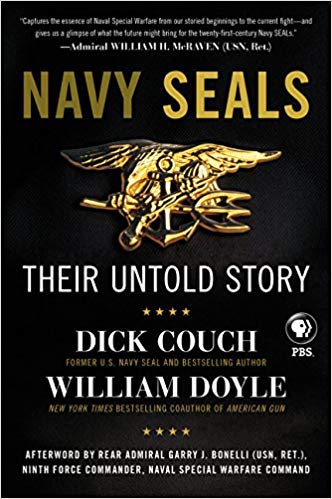 "Captures the essence of Naval Special Warfare from our storied beginnings to the current fight—and
gives us a glimpse of what the future might bring for the twenty-first-century Navy SEALs."
—Admiral WILLIAM H. McRAVEN (USN, Ret.)
NAVY SEALS
THEIR UNTOLD STORY
DICK COUCH
FORMER U.S. NAVY SEAL AND BESTSELLING AUTHOR
PBS.
WILLIAM DOYLE
NEW YORK TIMES BESTSELLING COAUTHOR OF AMERICAN GUN
AFTERWORD BY REAR ADMIRAL GARRY J. BONELLI (USN, RET.),
NINTH FORCE COMMANDER, NAVAL SPECIAL WARFARE COMMAND